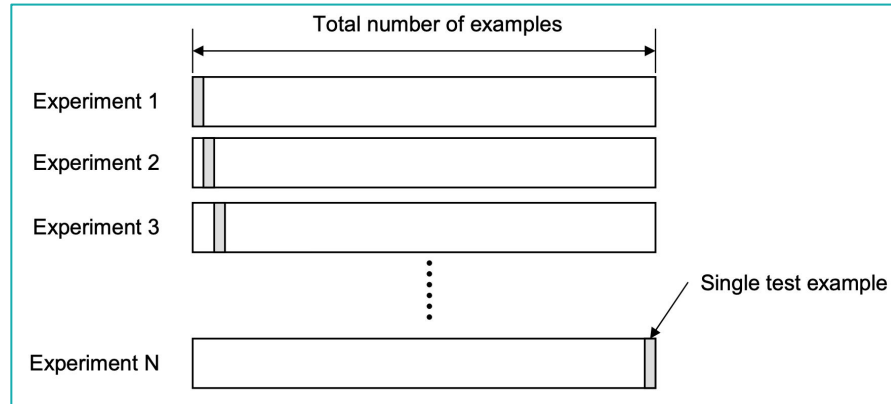 Total number of examples
Experiment 1
Experiment 2
Experiment 3
Single test example
Experiment N